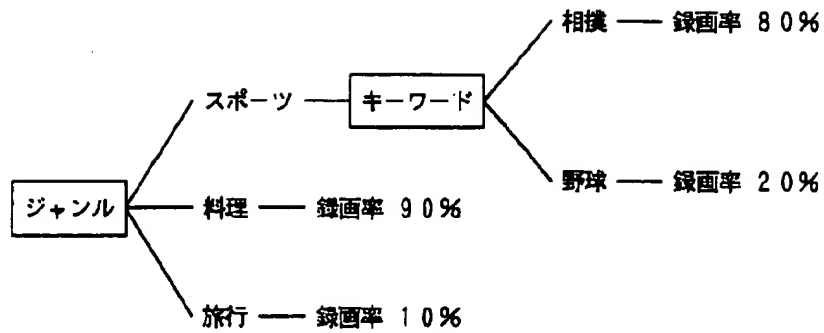 相撲 録画率 80%
スポーツ キーワード
野球 録画率 20%
ジャンル 料理 録画率 90%
旅行 録画率 10%